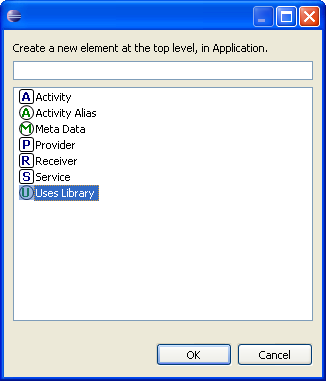 Create a new element at the top level, in Application.
A Activity
A Activity Alias
M Meta Data
P Provider
R Receiver
S Service
U Uses Library
OK Cancel